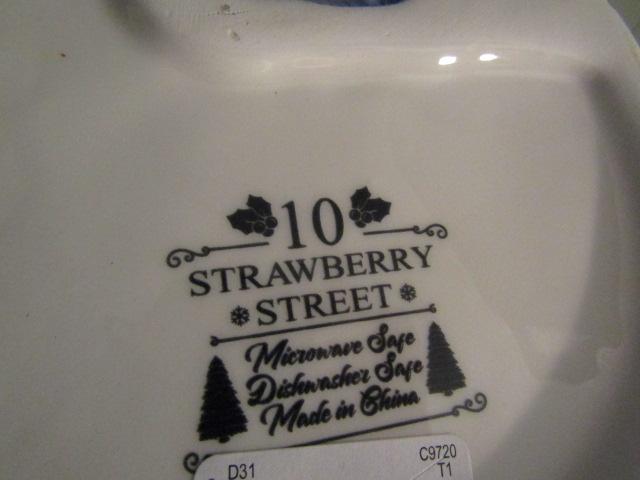 10
STRAWBERRY
STREET
Microwave Safe
Dishwasher Safe
Made in China
D31 C9720
T1